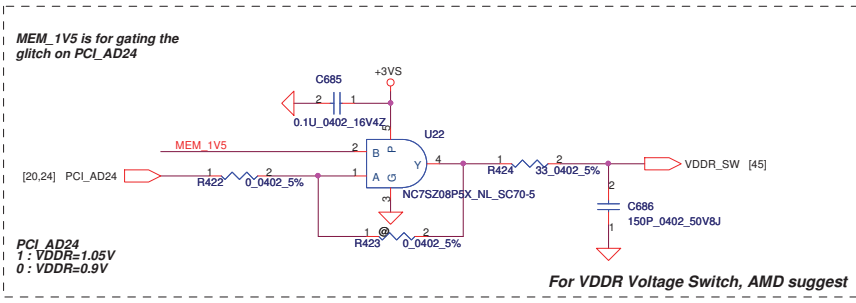 MEM_1V5 is for gating the
glitch on PCI_AD24
+3VS
C685
2 1
0.1U_0402_16V4Z
U22
5
P
MEM_1V5 2 B
Y 4
[20,24] PCI_AD24 1 2 1 A
R422 0_0402_5%
G
3
NC7SZ08P5X_NL_SC70-5
1 2
R424 33_0402_5%
VDDR_SW [45]
2
C686
150P_0402_50V8J
1
1 @ 2
R423 0_0402_5%
PCI_AD24
1 : VDDR=1.05V
0 : VDDR=0.9V
For VDDR Voltage Switch, AMD suggest